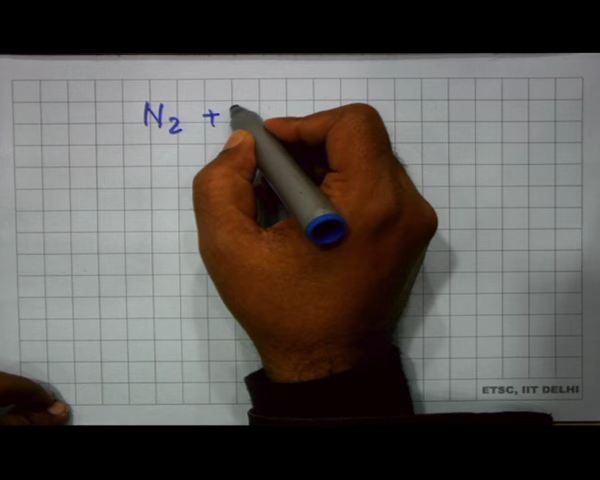 N₂ +
ETSC, IIT DELHI